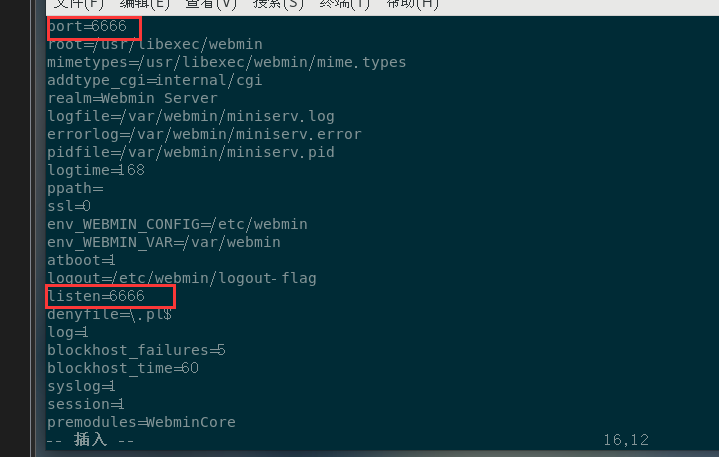 文件(F) 编辑(E) 查看(V) 搜索(S) 终端(T) 帮助(H)
port=6666
root=/usr/libexec/webmin
mimetypes=/usr/libexec/webmin/mime.types
addtype_cgi=internal/cgi
realm=Webmin Server
logfile=/var/webmin/miniserv.log
errorlog=/var/webmin/miniserv.error
pidfile=/var/webmin/miniserv.pid
logtime=168
ppath=
ssl=0
env_WEBMIN_CONFIG=/etc/webmin
env_WEBMIN_VAR=/var/webmin
atboot=1
logout=/etc/webmin/logout-flag
listen=6666
denyfile=\.pl$
log=1
blockhost_failures=5
blockhost_time=60
syslog=1
session=1
premodules=WebminCore
-- 插入 -- 16,12